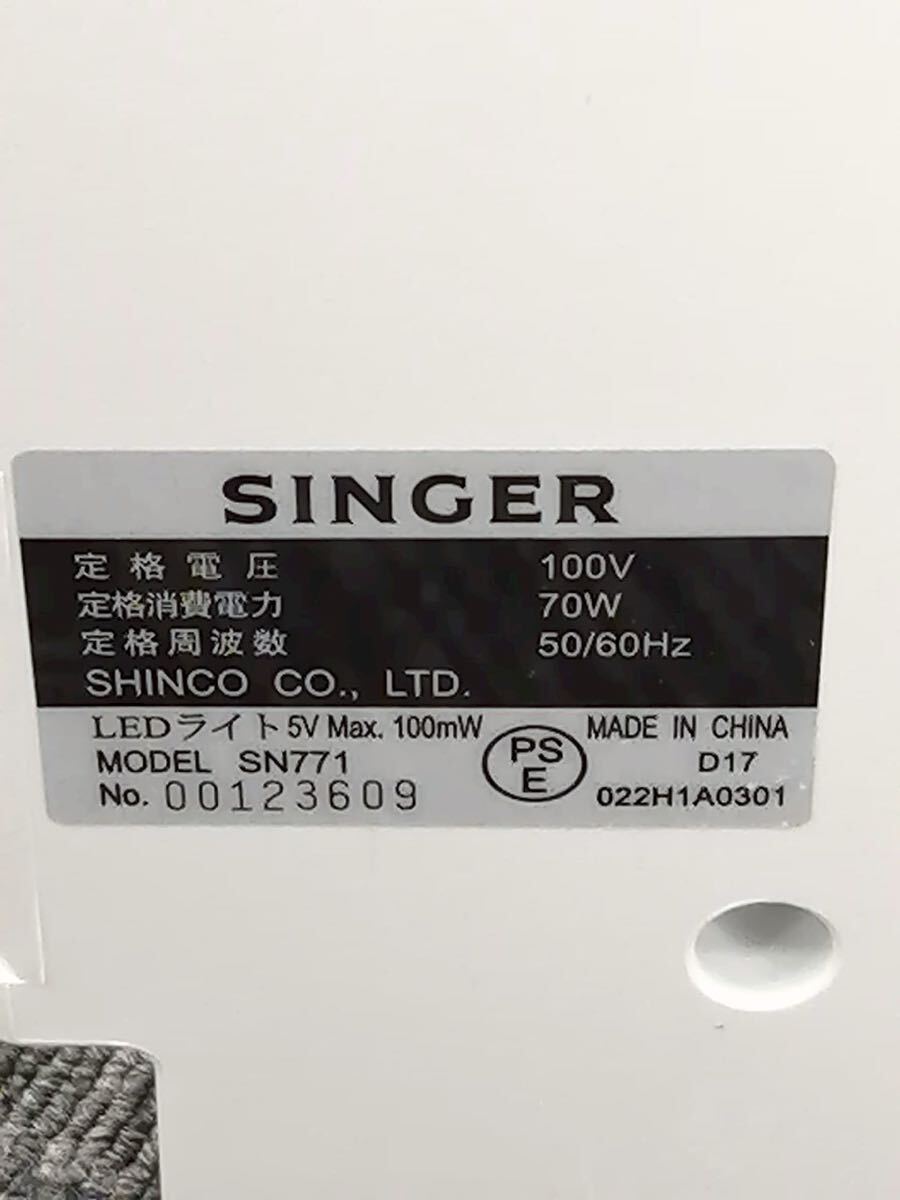 SINGER
定格電圧 100V
定格消費電力 70W
定格周波数 50/60Hz
SHINCO CO., LTD.
LEDライト 5V Max. 100mW
MODEL SN771
No. 00123609
PS
E
MADE IN CHINA
D17
022H1A0301